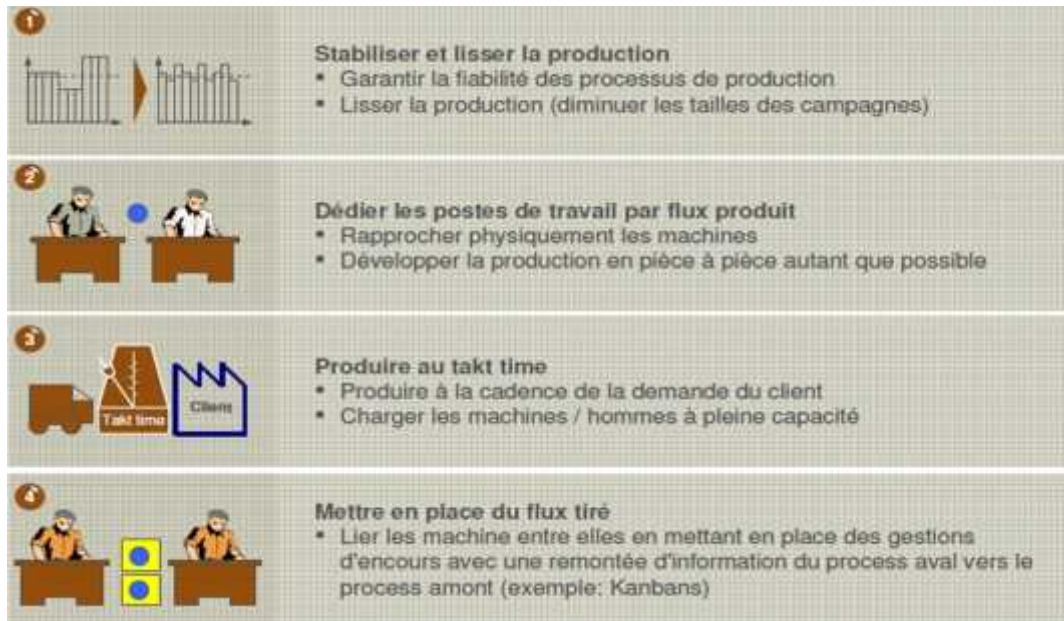 1
Stabiliser et lisser la production
▪ Garantir la fiabilité des processus de production
▪ Lisser la production (diminuer les tailles des campagnes)
2
Dédier les postes de travail par flux produit
▪ Rapprocher physiquement les machines
▪ Développer la production en pièce à pièce autant que possible
3
Takt time
Client
Produire au takt time
▪ Produire à la cadence de la demande du client
▪ Charger les machines / hommes à pleine capacité
4
Mettre en place du flux tiré
▪ Lier les machine entre elles en mettant en place des gestions
d'encours avec une remontée d'information du process aval vers le
process amont (exemple: Kanbans)